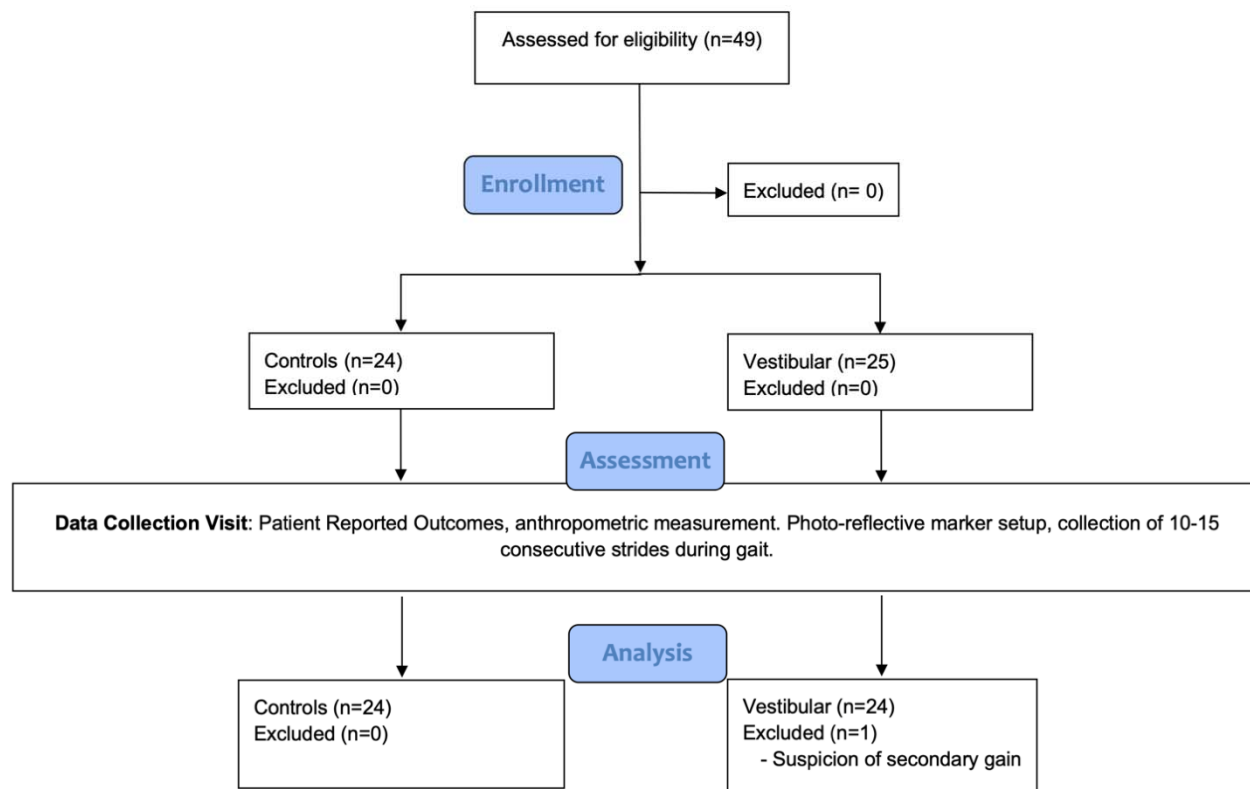 Assessed for eligibility (n=49)
Enrollment
Excluded (n= 0)
Controls (n=24)
Excluded (n=0)
Vestibular (n=25)
Excluded (n=0)
Assessment
Data Collection Visit: Patient Reported Outcomes, anthropometric measurement. Photo-reflective marker setup, collection of 10-15
consecutive strides during gait.
Analysis
Controls (n=24)
Excluded (n=0)
Vestibular (n=24)
Excluded (n=1)
- Suspicion of secondary gain